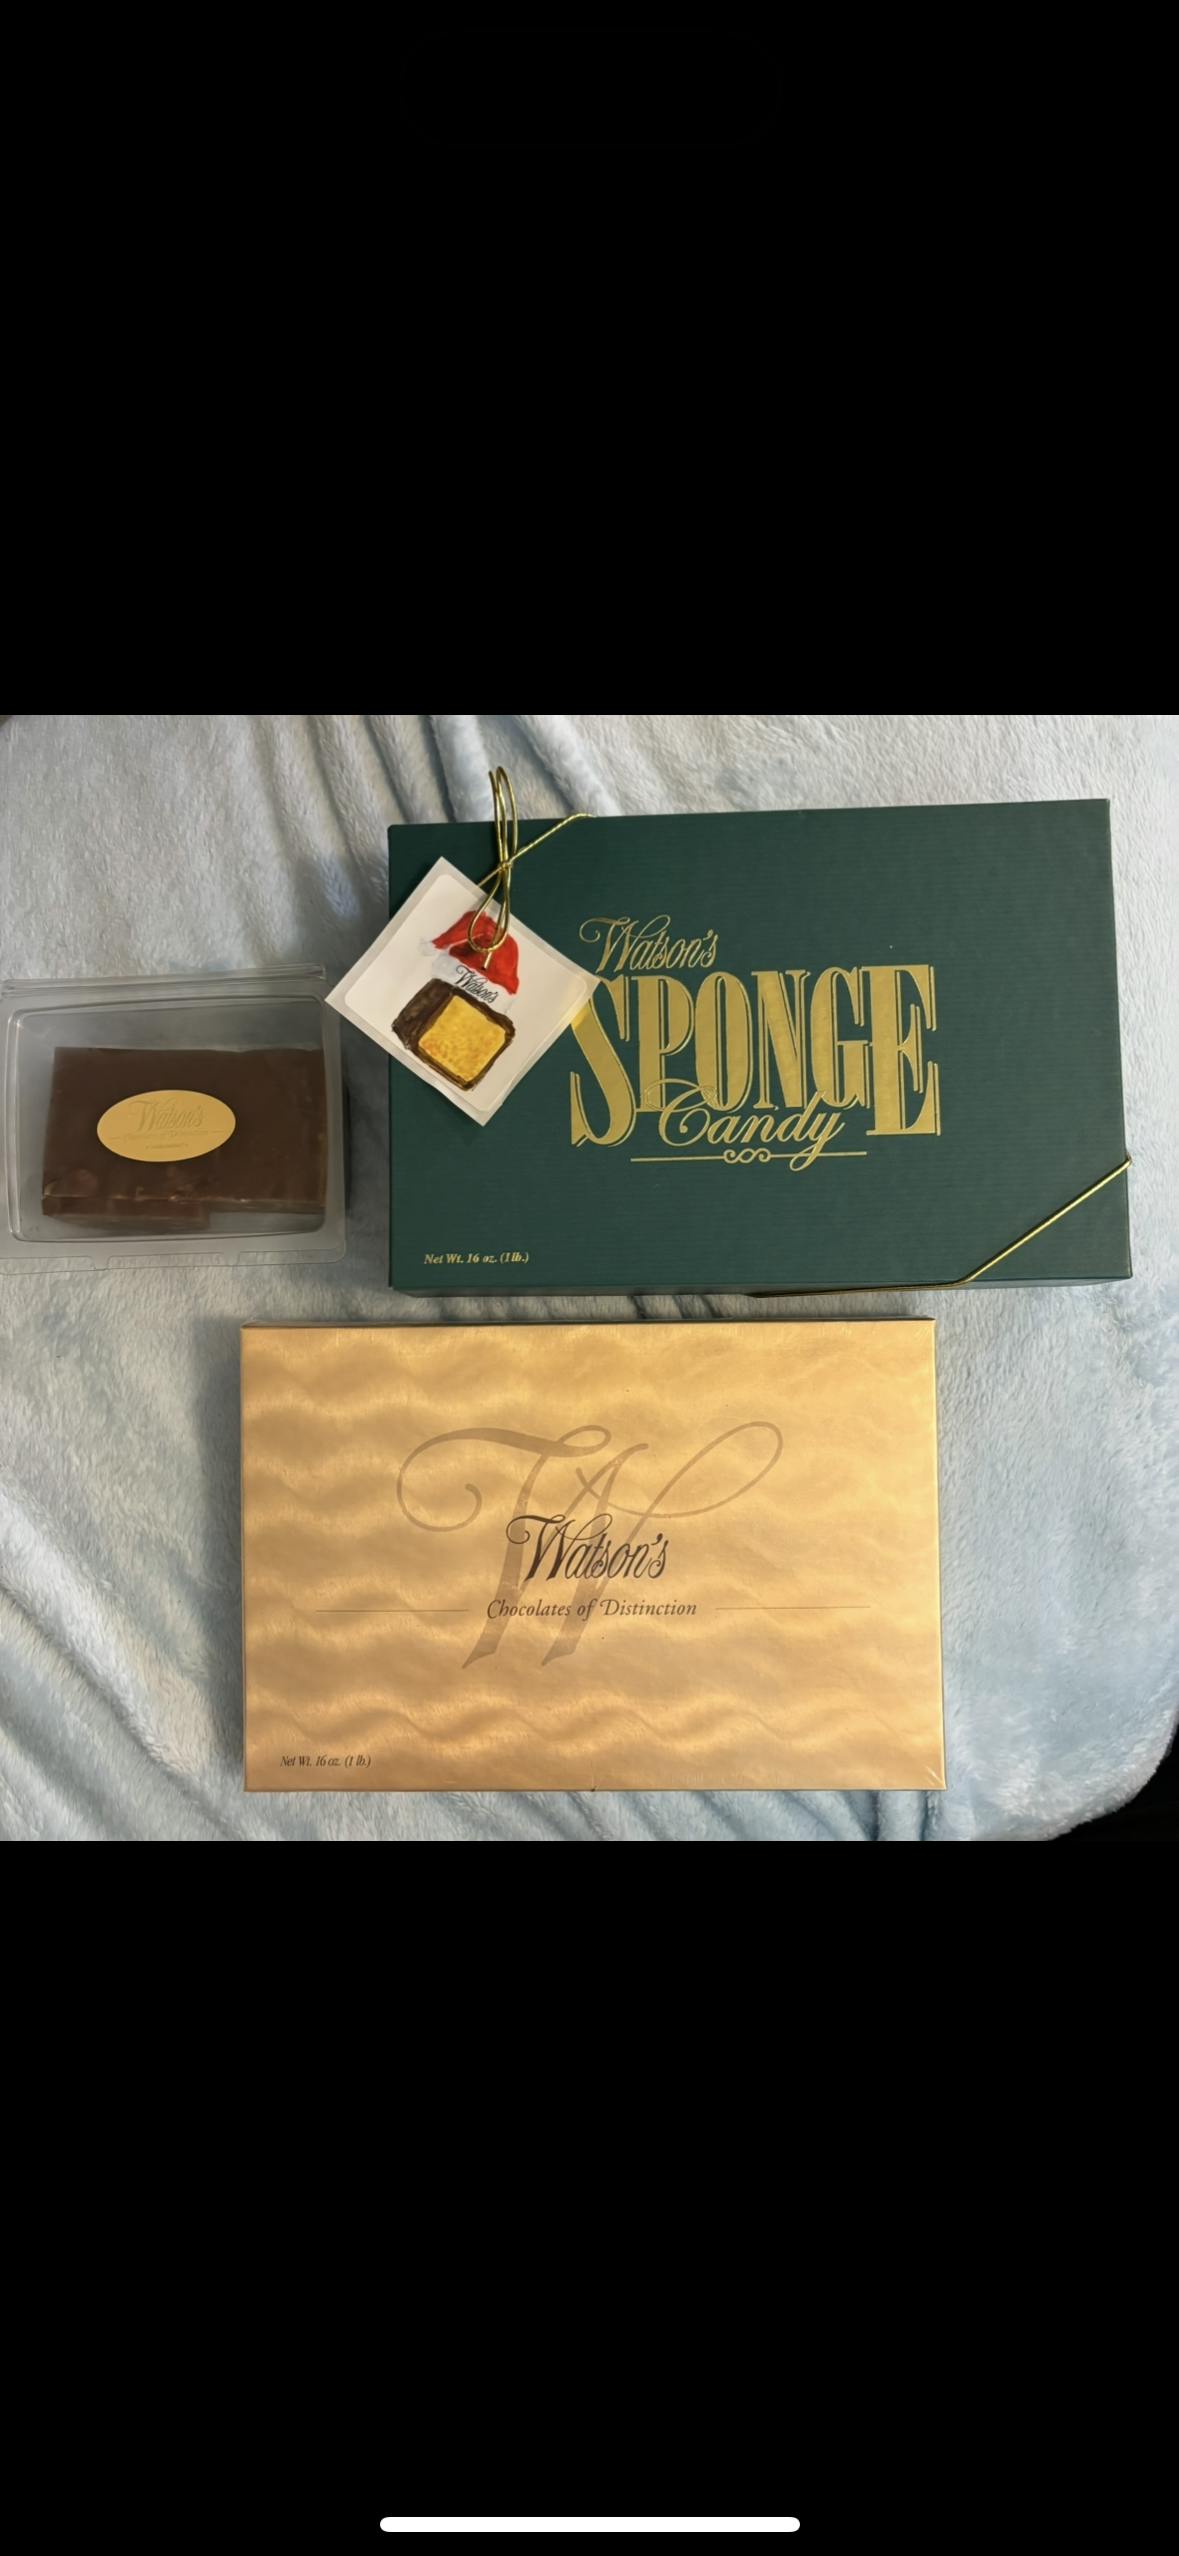 Watson's
SPONGE
Candy
Net Wt. 16 oz. (1 lb.)
Watson's
Watson's
Watson's
Chocolates of Distinction
Net Wt. 16 oz. (1 lb.)